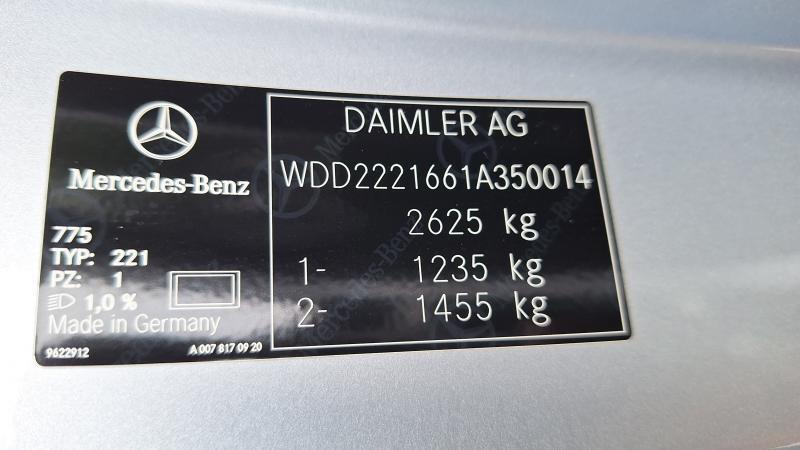 Mercedes-Benz
775
TYP: 221
PZ: 1
1,0 %
Made in Germany
9622912
A 007 817 09 20
DAIMLER AG
WDD2221661A350014
2625 kg
1- 1235 kg
2- 1455 kg